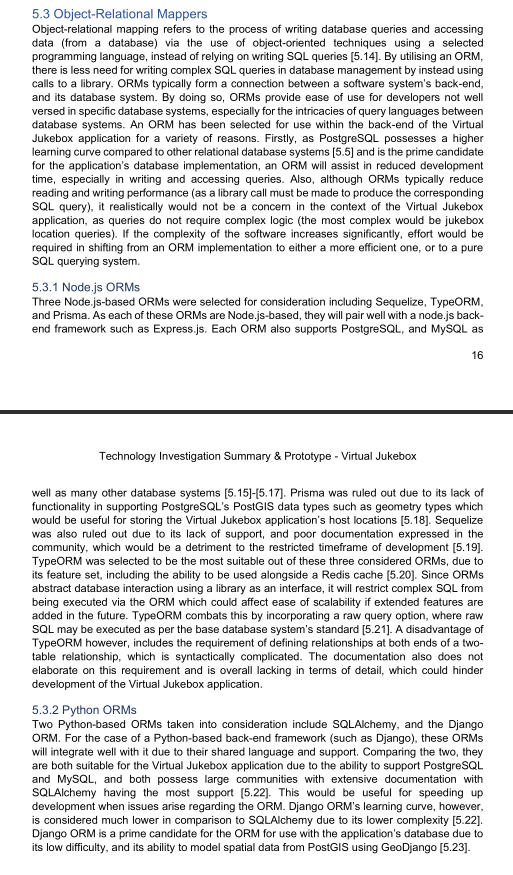 5.3 Object-Relational Mappers
Object-relational mapping refers to the process of writing database queries and accessing
data (from a database) via the use of object-oriented techniques using a selected
programming language, instead of relying on writing SQL queries [5.14]. By utilising an ORM,
there is less need for writing complex SQL queries in database management by instead using
calls to a library. ORMs typically form a connection between a software system's back-end,
and its database system. By doing so, ORMs provide ease of use for developers not well
versed in specific database systems, especially for the intricacies of query languages between
database systems. An ORM has been selected for use within the back-end of the Virtual
Jukebox application for a variety of reasons. Firstly, as PostgreSQL possesses a higher
learning curve compared to other relational database systems [5.5] and is the prime candidate
for the application's database implementation, an ORM will assist in reduced development
time, especially in writing and accessing queries. Also, although ORMs typically reduce
reading and writing performance (as a library call must be made to produce the corresponding
SQL query), it realistically would not be a concern in the context of the Virtual Jukebox
application, as queries do not require complex logic (the most complex would be jukebox
location queries). If the complexity of the software increases significantly, effort would be
required in shifting from an ORM implementation to either a more efficient one, or to a pure
SQL querying system.
5.3.1 Node.js ORMs
Three Node.js-based ORMs were selected for consideration including Sequelize, TypeORM,
and Prisma. As each of these ORMs are Node.js-based, they will pair well with a node.js back-
end framework such as Express.js. Each ORM also supports PostgreSQL, and MySQL as
16
Technology Investigation Summary & Prototype - Virtual Jukebox
well as many other database systems [5.15]-[5.17]. Prisma was ruled out due to its lack of
functionality in supporting PostgreSQL's PostGIS data types such as geometry types which
would be useful for storing the Virtual Jukebox application's host locations [5.18]. Sequelize
was also ruled out due to its lack of support, and poor documentation expressed in the
community, which would be a detriment to the restricted timeframe of development [5.19].
TypeORM was selected to be the most suitable out of these three considered ORMs, due to
its feature set, including the ability to be used alongside a Redis cache [5.20]. Since ORMs
abstract database interaction using a library as an interface, it will restrict complex SQL from
being executed via the ORM which could affect ease of scalability if extended features are
added in the future. TypeORM combats this by incorporating a raw query option, where raw
SQL may be executed as per the base database system's standard [5.21]. A disadvantage of
TypeORM however, includes the requirement of defining relationships at both ends of a two-
table relationship, which is syntactically complicated. The documentation also does not
elaborate on this requirement and is overall lacking in terms of detail, which could hinder
development of the Virtual Jukebox application.
5.3.2 Python ORMs
Two Python-based ORMs taken into consideration include SQLAlchemy, and the Django
ORM. For the case of a Python-based back-end framework (such as Django), these ORMs
will integrate well with it due to their shared language and support. Comparing the two, they
are both suitable for the Virtual Jukebox application due to the ability to support PostgreSQL
and MySQL, and both possess large communities with extensive documentation with
SQLAlchemy having the most support [5.22]. This would be useful for speeding up
development when issues arise regarding the ORM. Django ORM's learning curve, however,
is considered much lower in comparison to SQLAlchemy due to its lower complexity [5.22].
Django ORM is a prime candidate for the ORM for use with the application's database due to
its low difficulty, and its ability to model spatial data from PostGIS using GeoDjango [5.23].